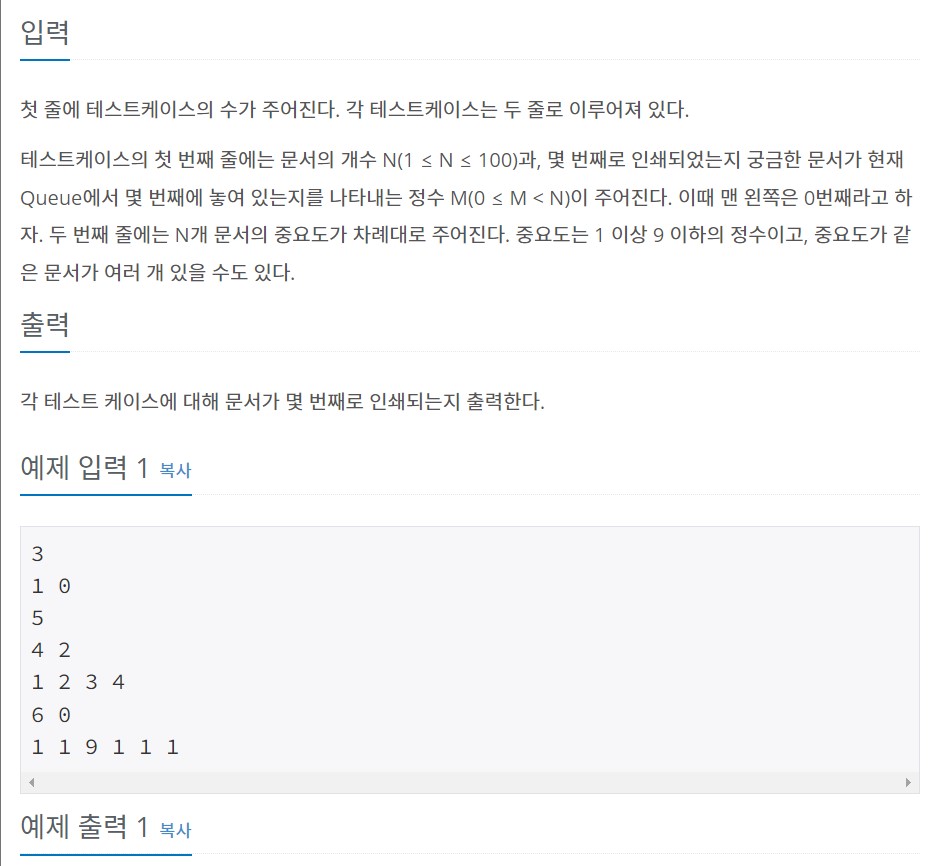 입력
첫 줄에 테스트케이스의 수가 주어진다. 각 테스트케이스는 두 줄로 이루어져 있다.
테스트케이스의 첫 번째 줄에는 문서의 개수 N(1 ≤ N ≤ 100)과, 몇 번째로 인쇄되었는지 궁금한 문서가 현재
Queue에서 몇 번째에 놓여 있는지를 나타내는 정수 M(0 ≤ M < N)이 주어진다. 이때 맨 왼쪽은 0번째라고 하
자. 두 번째 줄에는 N개 문서의 중요도가 차례대로 주어진다. 중요도는 1 이상 9 이하의 정수이고, 중요도가 같
은 문서가 여러 개 있을 수도 있다.
출력
각 테스트 케이스에 대해 문서가 몇 번째로 인쇄되는지 출력한다.
예제 입력 1 복사
3
1 0
5
4 2
1 2 3 4
6 0
1 1 9 1 1 1
예제 출력 1 복사